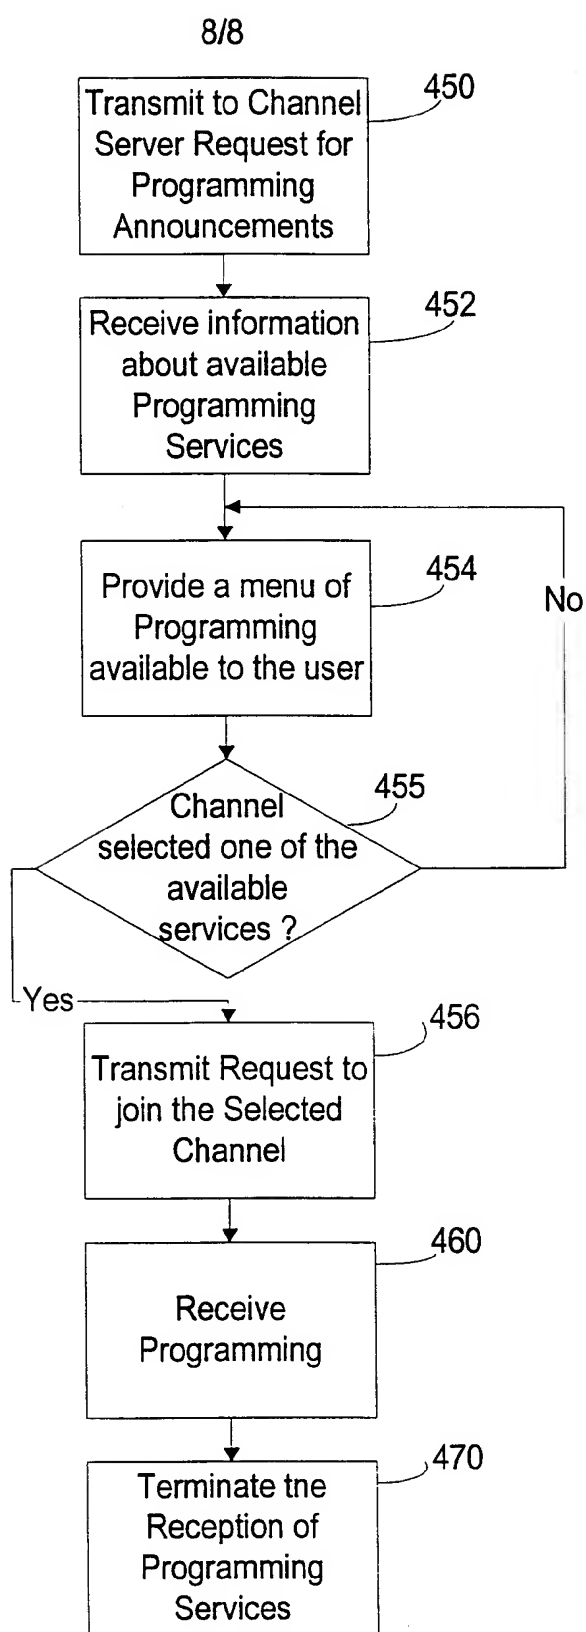 8/8
450
Transmit to Channel
Server Request for
Programming
Announcements
452
Receive information
about available
Programming
Services
454
Provide a menu of
Programming
available to the user
No
455
Channel
selected one of the
available
services ?
Yes
456
Transmit Request to
join the Selected
Channel
460
Receive
Programming
470
Terminate tne
Reception of
Programming
Services